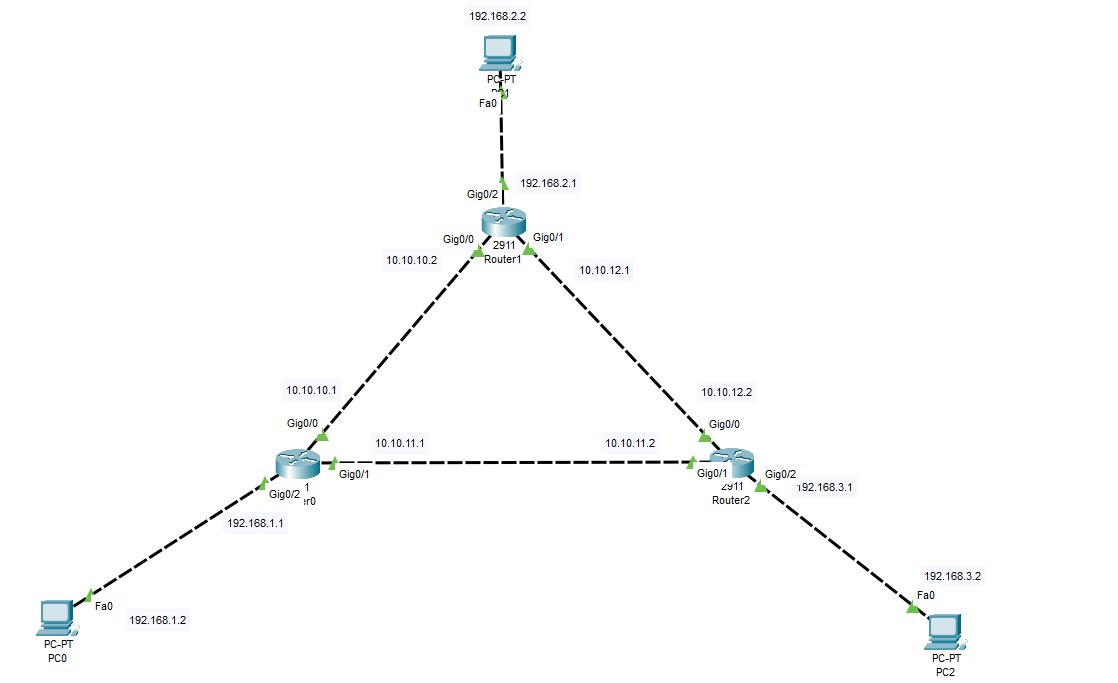 192.168.2.2
PC-PT
Fa0
192.168.2.1
Gig0/2
Gig0/0
Gig0/1
2911
Router1
10.10.10.2
10.10.12.1
10.10.10.1
10.10.12.2
Gig0/0
Gig0/0
10.10.11.1
10.10.11.2
Gig0/1
Gig0/1
Gig0/2
Gig0/2
192.168.3.1
2911
Router2
192.168.1.1
192.168.3.2
Fa0
Fa0
192.168.1.2
PC-PT
PC0
PC-PT
PC2